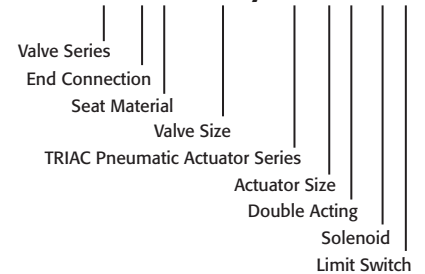 Valve Series
End Connection
Seat Material
Valve Size
TRIAC Pneumatic Actuator Series
Actuator Size
Double Acting
Solenoid
Limit Switch